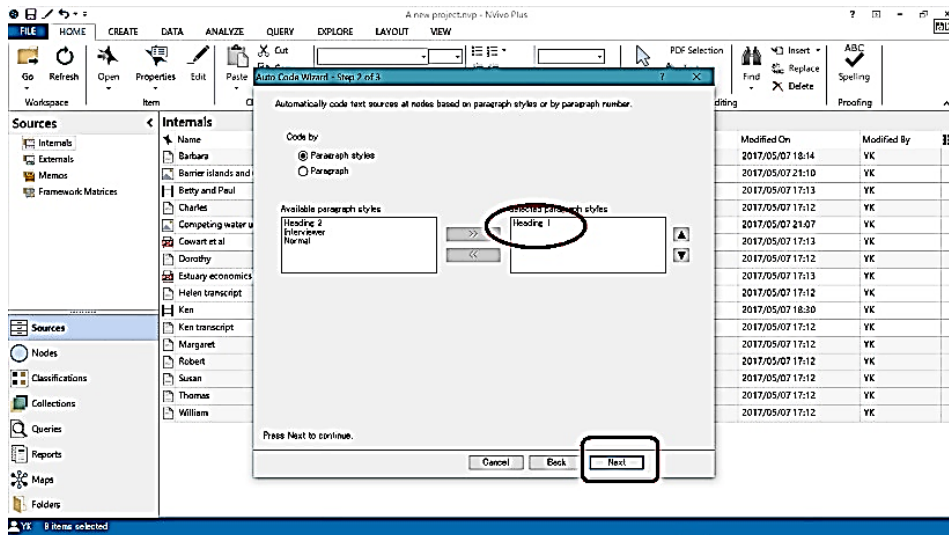 A new project.nvp - NVivo Plus
FILE HOME CREATE DATA ANALYZE QUERY EXPLORE LAYOUT VIEW
Go Refresh Open Properties Edit Paste Cut PDF Selection Find Insert Replace Delete ABC Spelling
Workspace Item Proofing
Auto Code Wizard - Step 2 of 3
Automatically code text sources at nodes based on paragraph styles or by paragraph number.
Code by
Paragraph styles
Paragraph
Available paragraph styles
Heading 2
Interviewer
Normal
>>
<<
Selected paragraph styles
Heading 1
Press Next to continue.
Cancel Back Next
Sources
Internals
Externals
Memos
Framework Matrices
Sources
Nodes
Classifications
Collections
Queries
Reports
Maps
Folders
Internals
Name Modified On Modified By
Barbara 2017/05/07 18:14 YK
Barrier islands and 2017/05/07 21:10 YK
Betty and Paul 2017/05/07 17:13 YK
Charles 2017/05/07 17:12 YK
Competing water u 2017/05/07 21:07 YK
Cowart et al 2017/05/07 17:13 YK
Dorothy 2017/05/07 17:12 YK
Estuary economics 2017/05/07 17:13 YK
Helen transcript 2017/05/07 17:12 YK
Ken 2017/05/07 18:30 YK
Ken transcript 2017/05/07 17:12 YK
Margaret 2017/05/07 17:12 YK
Robert 2017/05/07 17:12 YK
Susan 2017/05/07 17:12 YK
Thomas 2017/05/07 17:12 YK
William 2017/05/07 17:12 YK
YK 8 items selected